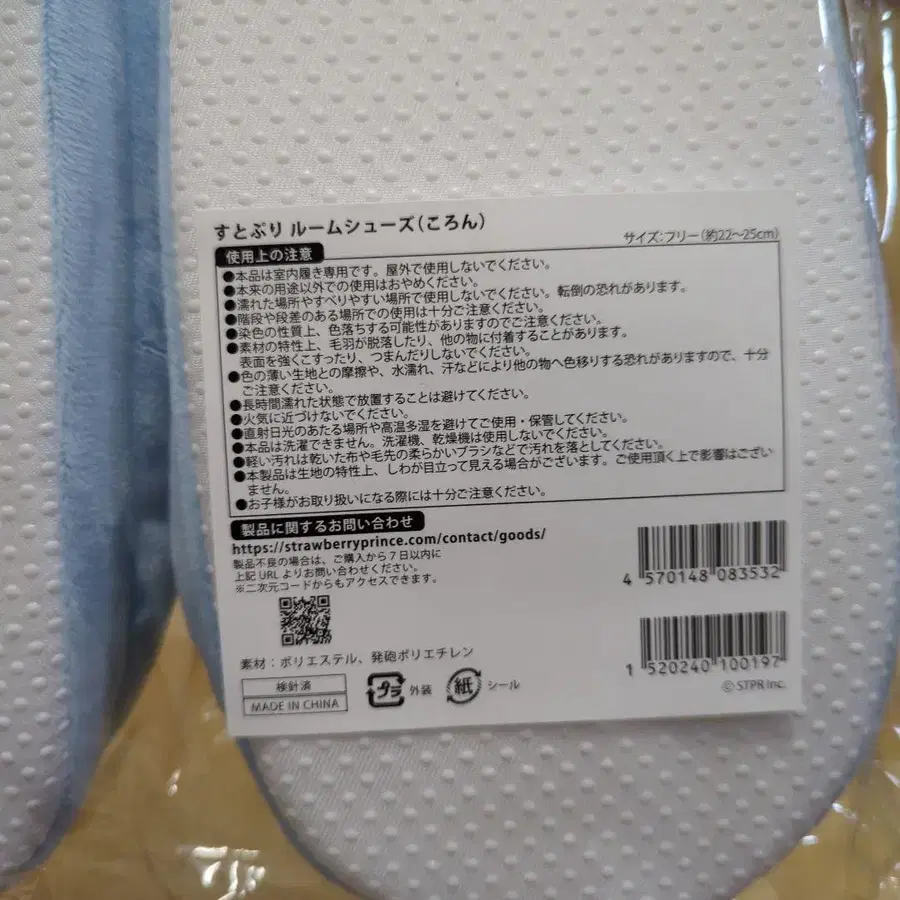 すとぷり ルームシューズ(ころん)
サイズ:フリー(約22~25cm)
使用上の注意
●本品は室内履き専用です。屋外で使用しないでください。
●本来の用途以外での使用はおやめください。
●濡れた場所やすべりやすい場所で使用しないでください。転倒の恐れがあります。
●階段や段差のある場所での使用は十分ご注意ください。
●染色の性質上、色落ちする可能性がありますのでご注意ください。
●素材の特性上、毛羽が脱落したり、他の物に付着することがあります。
表面を強くこすったり、つまんだりしないでください。
●色の薄い生地との摩擦や、水濡れ、汗などにより他の物へ色移りする恐れがありますので、十分
ご注意ください。
●長時間濡れた状態で放置することは避けてください。
●火気に近づけないでください。
●直射日光のあたる場所や高温多湿を避けてご使用・保管してください。
●本品は洗濯できません。洗濯機、乾燥機は使用しないでください。
●軽い汚れは乾いた布や毛先の柔らかいブラシなどで汚れを落としてください。
●本製品は生地の特性上、しわが目立って見える場合がございます。ご使用頂く上で影響はござい
ません。
●お子様がお取り扱いになる際には十分ご注意ください。
製品に関するお問い合わせ
https://strawberryprince.com/contact/goods/
製品不良の場合は、ご購入から7日以内に
上記URLよりお問い合わせください。
※二次元コードからもアクセスできます。
4 570148 083532
素材:ポリエステル、発砲ポリエチレン
検針済
MADE IN CHINA
プラ 外装
紙 シール
1 520240 100197
©STPR Inc.